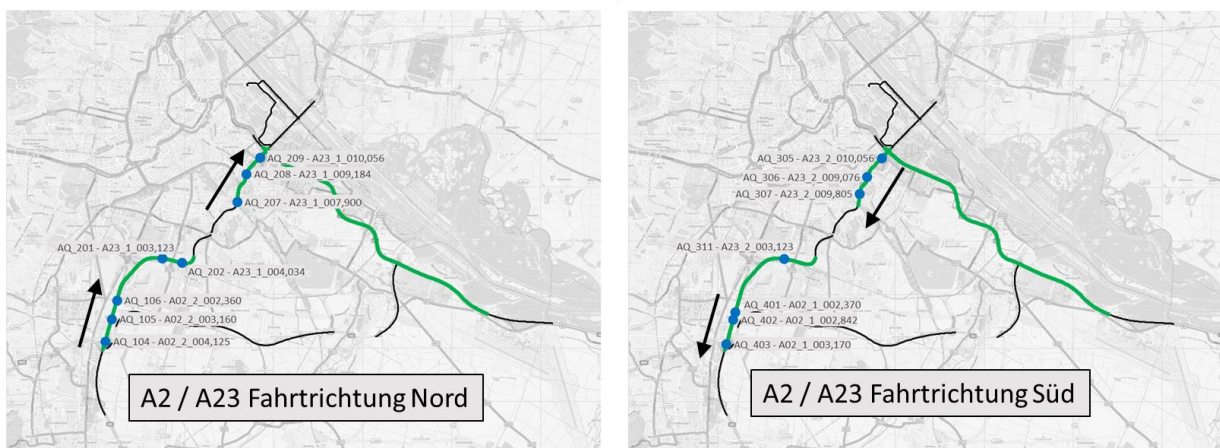 AQ_209 - A23_1_010,056
AQ_208 - A23_1_009,184
AQ_207 - A23_1_007,900
AQ_201 - A23_1_003,123
AQ_202 - A23_1_004,034
AQ_106 - A02_2_002,360
AQ_105 - A02_2_003,160
AQ_104 - A02_2_004,125
A2 / A23 Fahrtrichtung Nord
AQ_305 - A23_2_010,056
AQ_306 - A23_2_009,076
AQ_307 - A23_2_009,805
AQ_311 - A23_2_003,123
AQ_401 - A02_1_002,370
AQ_402 - A02_1_002,842
AQ_403 - A02_1_003,170
A2 / A23 Fahrtrichtung Süd